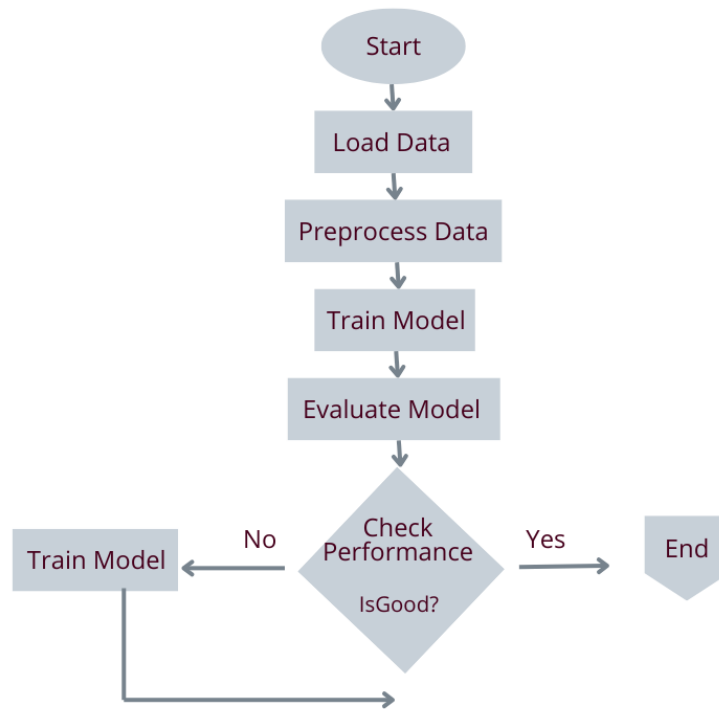 Start
Load Data
Preprocess Data
Train Model
Evaluate Model
Check
Performance
IsGood?
No
Yes
Train Model
End